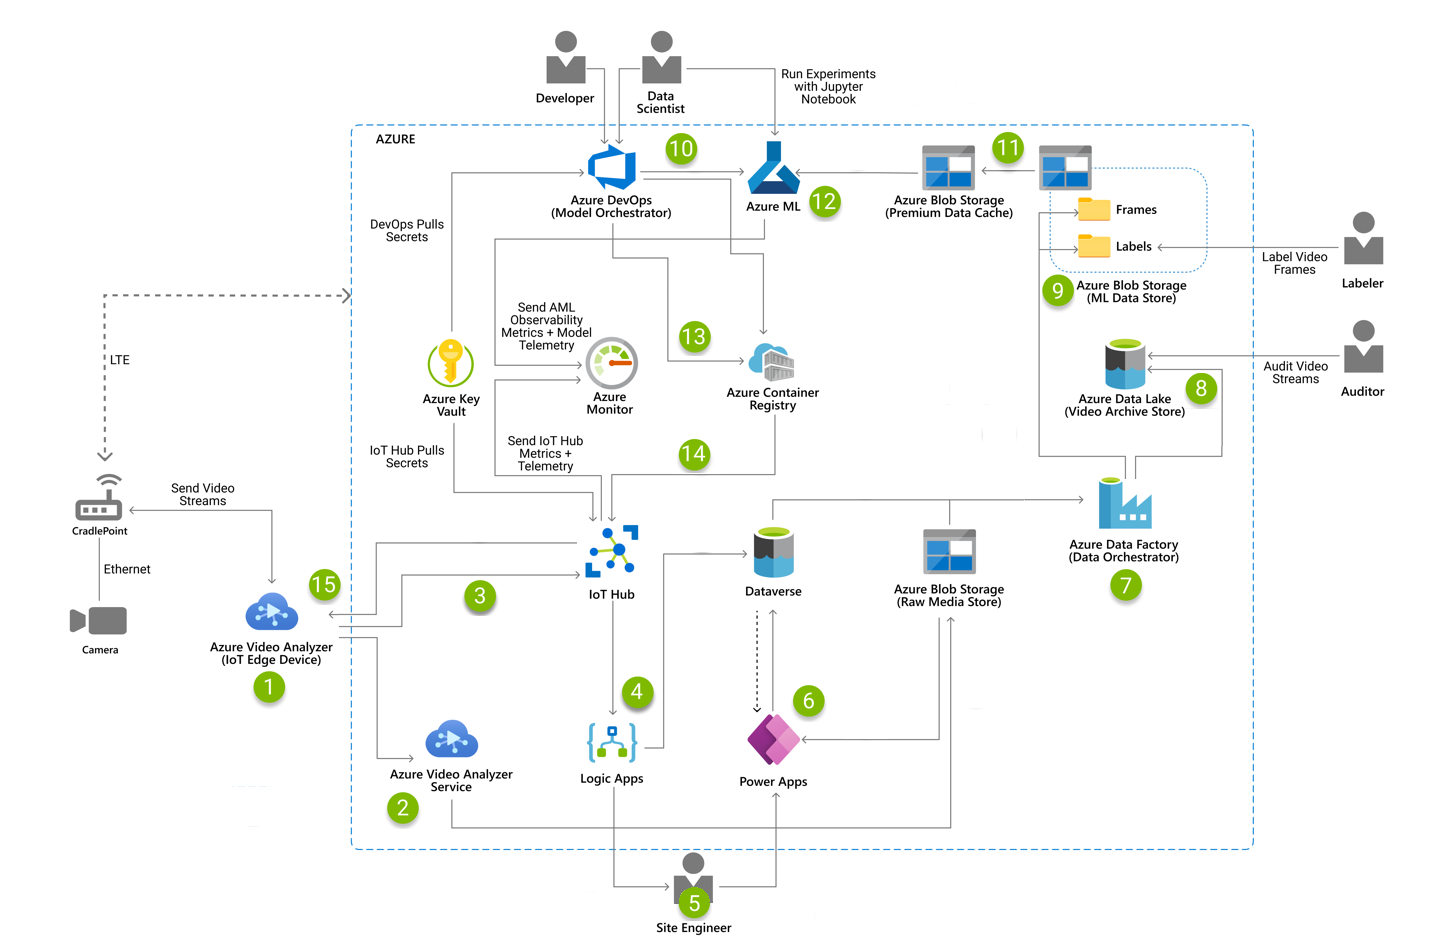 Developer
Data
Scientist
Run Experiments
with Jupyter
Notebook
AZURE
10
11
12
Azure DevOps
(Model Orchestrator)
Azure ML
Azure Blob Storage
(Premium Data Cache)
Frames
Labels
DevOps Pulls
Secrets
Label Video
Frames
Labeler
9
Azure Blob Storage
(ML Data Store)
Send AML
Observability
Metrics + Model
Telemetry
13
LTE
Azure Key
Vault
Azure
Monitor
Azure Container
Registry
Azure Data Lake
(Video Archive Store)
8
Audit Video
Streams
Auditor
IoT Hub Pulls
Secrets
Send IoT Hub
Metrics +
Telemetry
14
Send Video
Streams
CradlePoint
Ethernet
Camera
15
3
IoT Hub
Dataverse
Azure Blob Storage
(Raw Media Store)
Azure Data Factory
(Data Orchestrator)
7
Azure Video Analyzer
(IoT Edge Device)
1
4
6
Azure Video Analyzer
Service
2
Logic Apps
Power Apps
5
Site Engineer